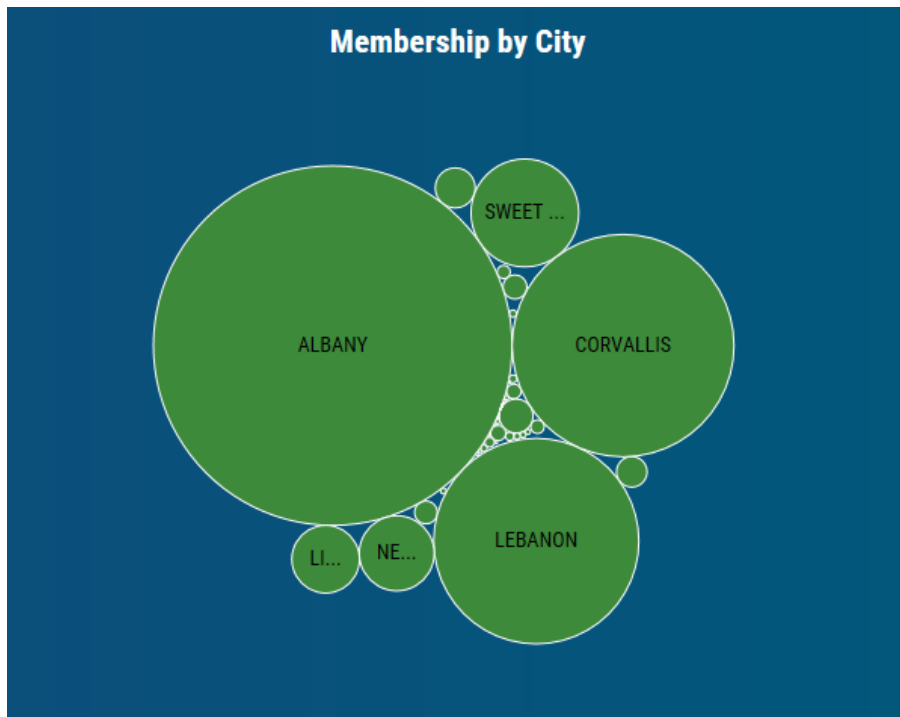 Membership by City
SWEET ...
ALBANY
CORVALLIS
LEBANON
LI...
NE...